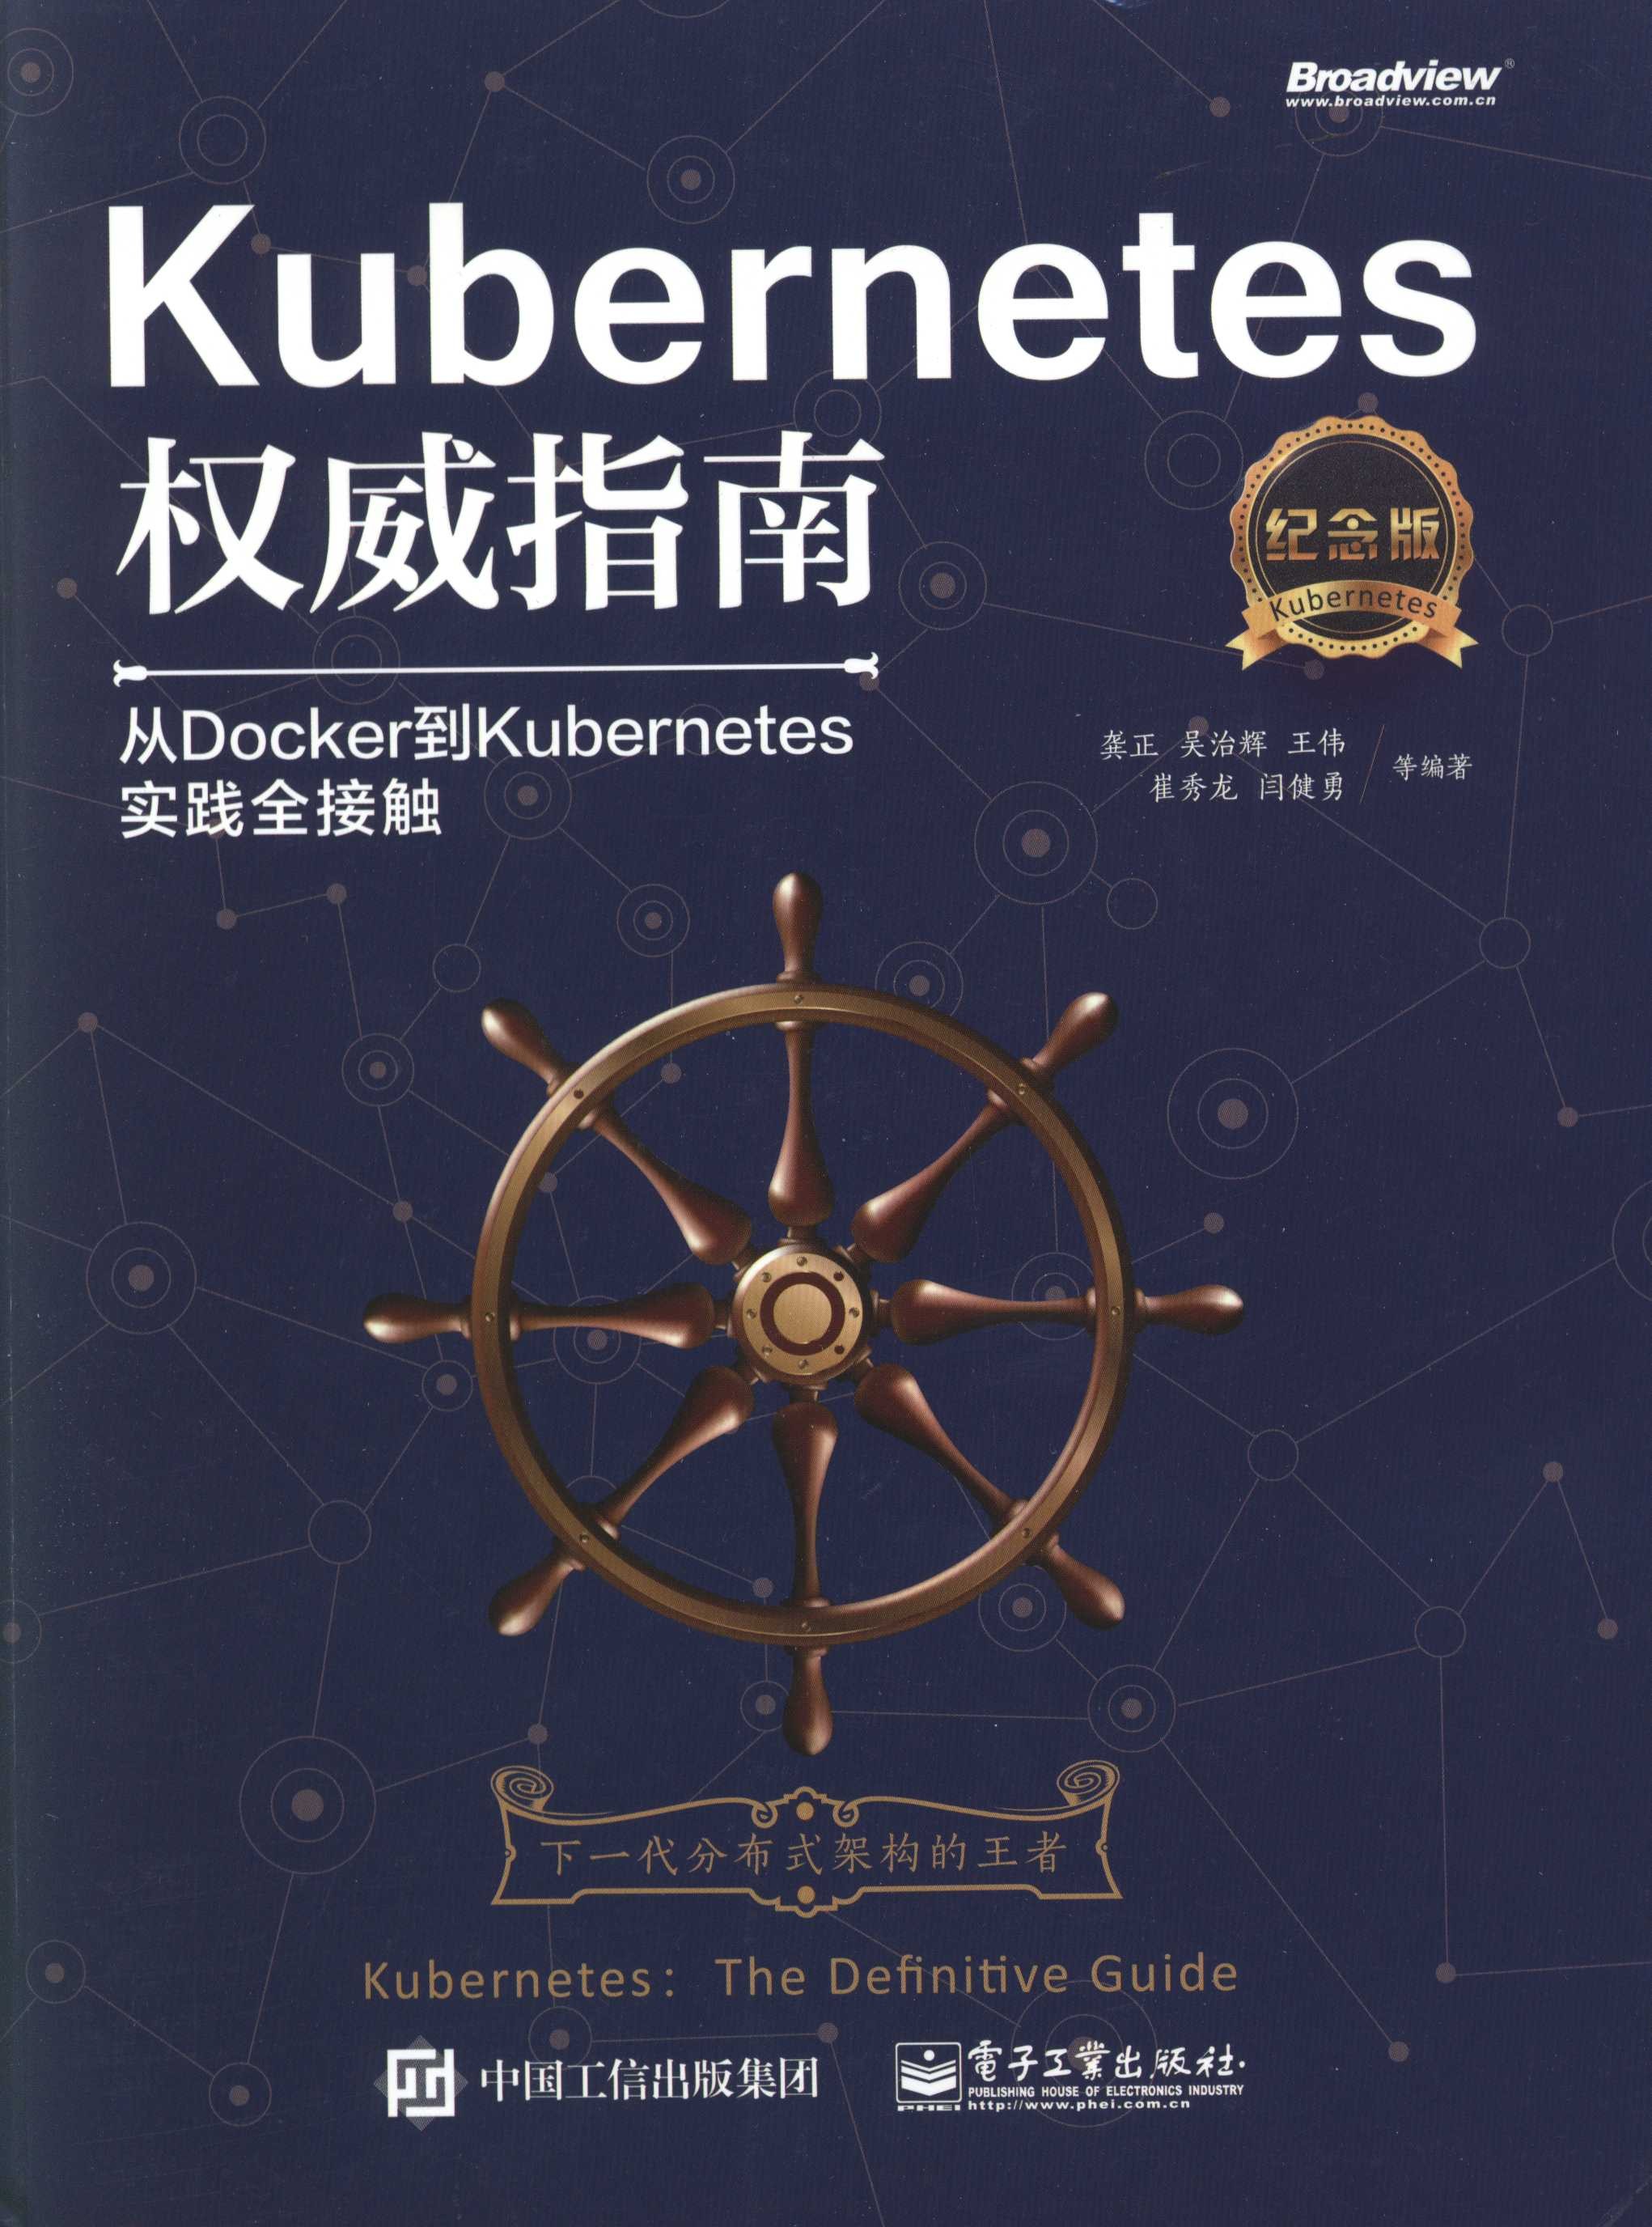 Broadview®
www.broadview.com.cn
Kubernetes
权威指南
纪念版
Kubernetes
从Docker到Kubernetes
实践全接触
龚正 吴治辉 王伟
崔秀龙 闫健勇
等编著
下一代分布式架构的王者
Kubernetes：The Definitive Guide
中国工信出版集团
電子工業出版社·
PUBLISHING HOUSE OF ELECTRONICS INDUSTRY
PHEI http://www.phei.com.cn